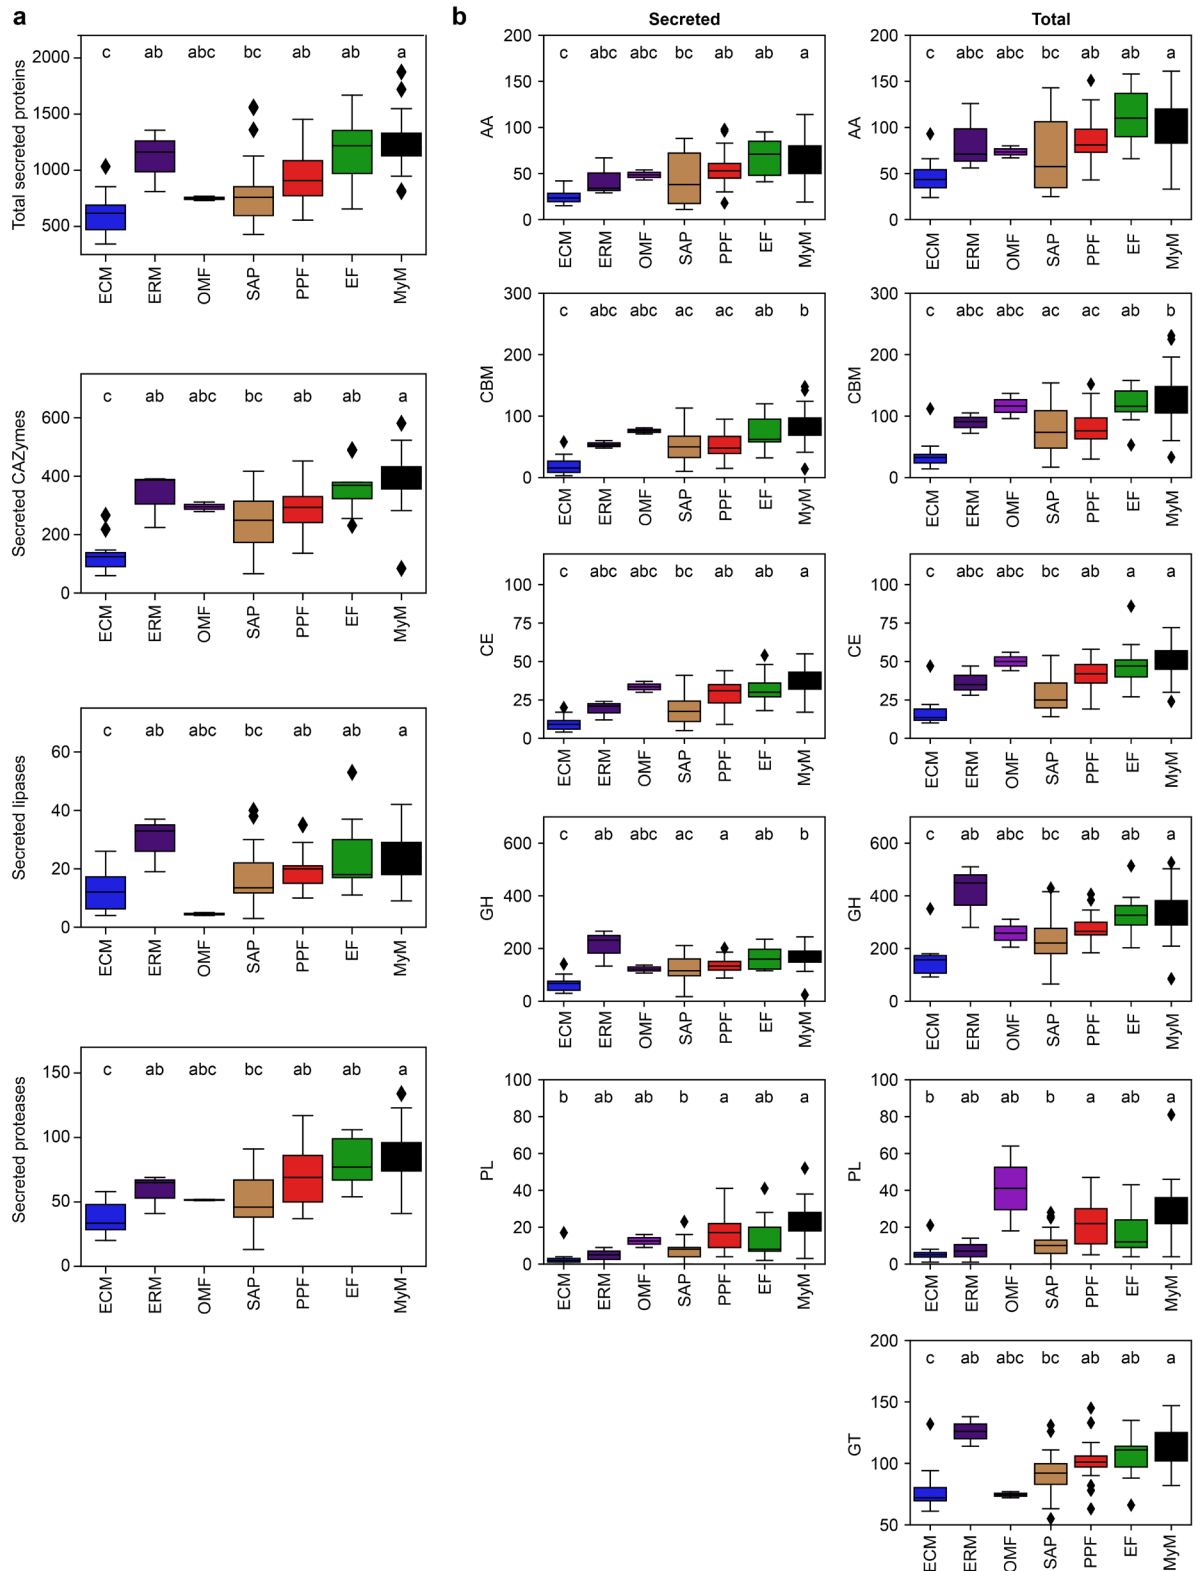 a
Total secreted proteins
2000
1500
1000
500
c ab abc bc ab ab a
ECM ERM OMF SAP PPF EF MyM
Secreted CAZymes
600
400
200
0
c ab abc bc ab ab a
ECM ERM OMF SAP PPF EF MyM
Secreted lipases
60
40
20
0
c ab abc bc ab ab a
ECM ERM OMF SAP PPF EF MyM
Secreted proteases
150
100
50
0
c ab abc bc ab ab a
ECM ERM OMF SAP PPF EF MyM
b
Secreted
Total
AA
200
150
100
50
0
c abc abc bc ab ab a
ECM ERM OMF SAP PPF EF MyM
AA
200
150
100
50
0
c abc abc bc ab ab a
ECM ERM OMF SAP PPF EF MyM
CBM
300
200
100
0
c abc abc ac ac ab b
ECM ERM OMF SAP PPF EF MyM
CBM
300
200
100
0
c abc abc ac ac ab b
ECM ERM OMF SAP PPF EF MyM
CE
100
75
50
25
0
c abc abc bc ab ab a
ECM ERM OMF SAP PPF EF MyM
CE
100
75
50
25
0
c abc abc bc ab a a
ECM ERM OMF SAP PPF EF MyM
GH
600
400
200
0
c ab abc ac a ab b
ECM ERM OMF SAP PPF EF MyM
GH
600
400
200
0
c ab abc bc ab ab a
ECM ERM OMF SAP PPF EF MyM
PL
100
80
60
40
20
0
b ab ab b a ab a
ECM ERM OMF SAP PPF EF MyM
PL
100
80
60
40
20
0
b ab ab b a ab a
ECM ERM OMF SAP PPF EF MyM
GT
200
150
100
50
c ab abc bc ab ab a
ECM ERM OMF SAP PPF EF MyM